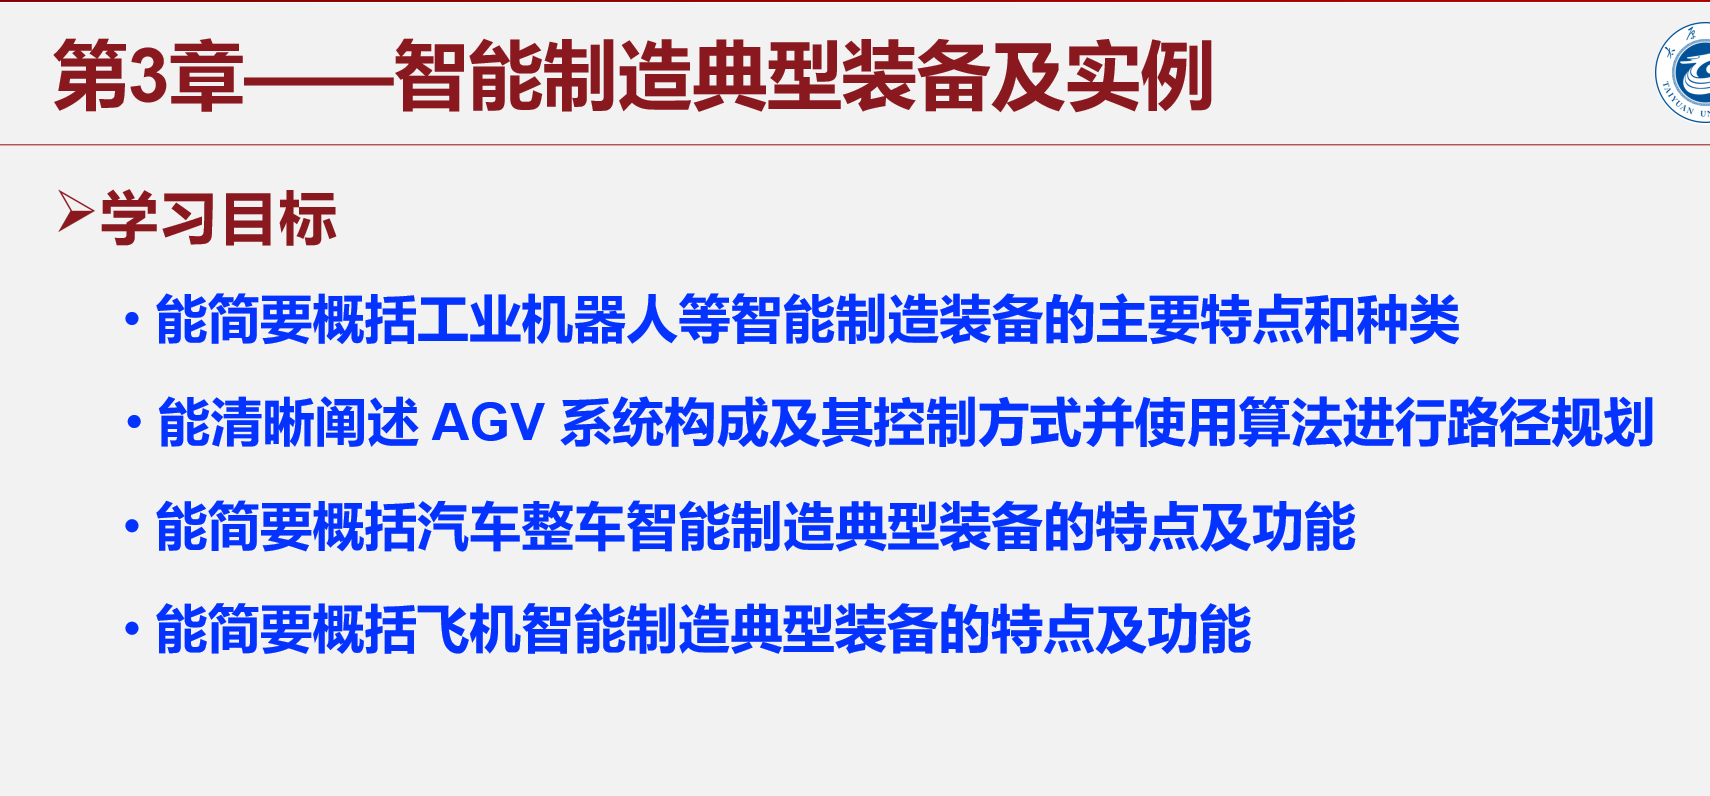 第3章——智能制造典型装备及实例
太原
TAIYUAN UN
学习目标
能简要概括工业机器人等智能制造装备的主要特点和种类
能清晰阐述 AGV 系统构成及其控制方式并使用算法进行路径规划
能简要概括汽车整车智能制造典型装备的特点及功能
能简要概括飞机智能制造典型装备的特点及功能